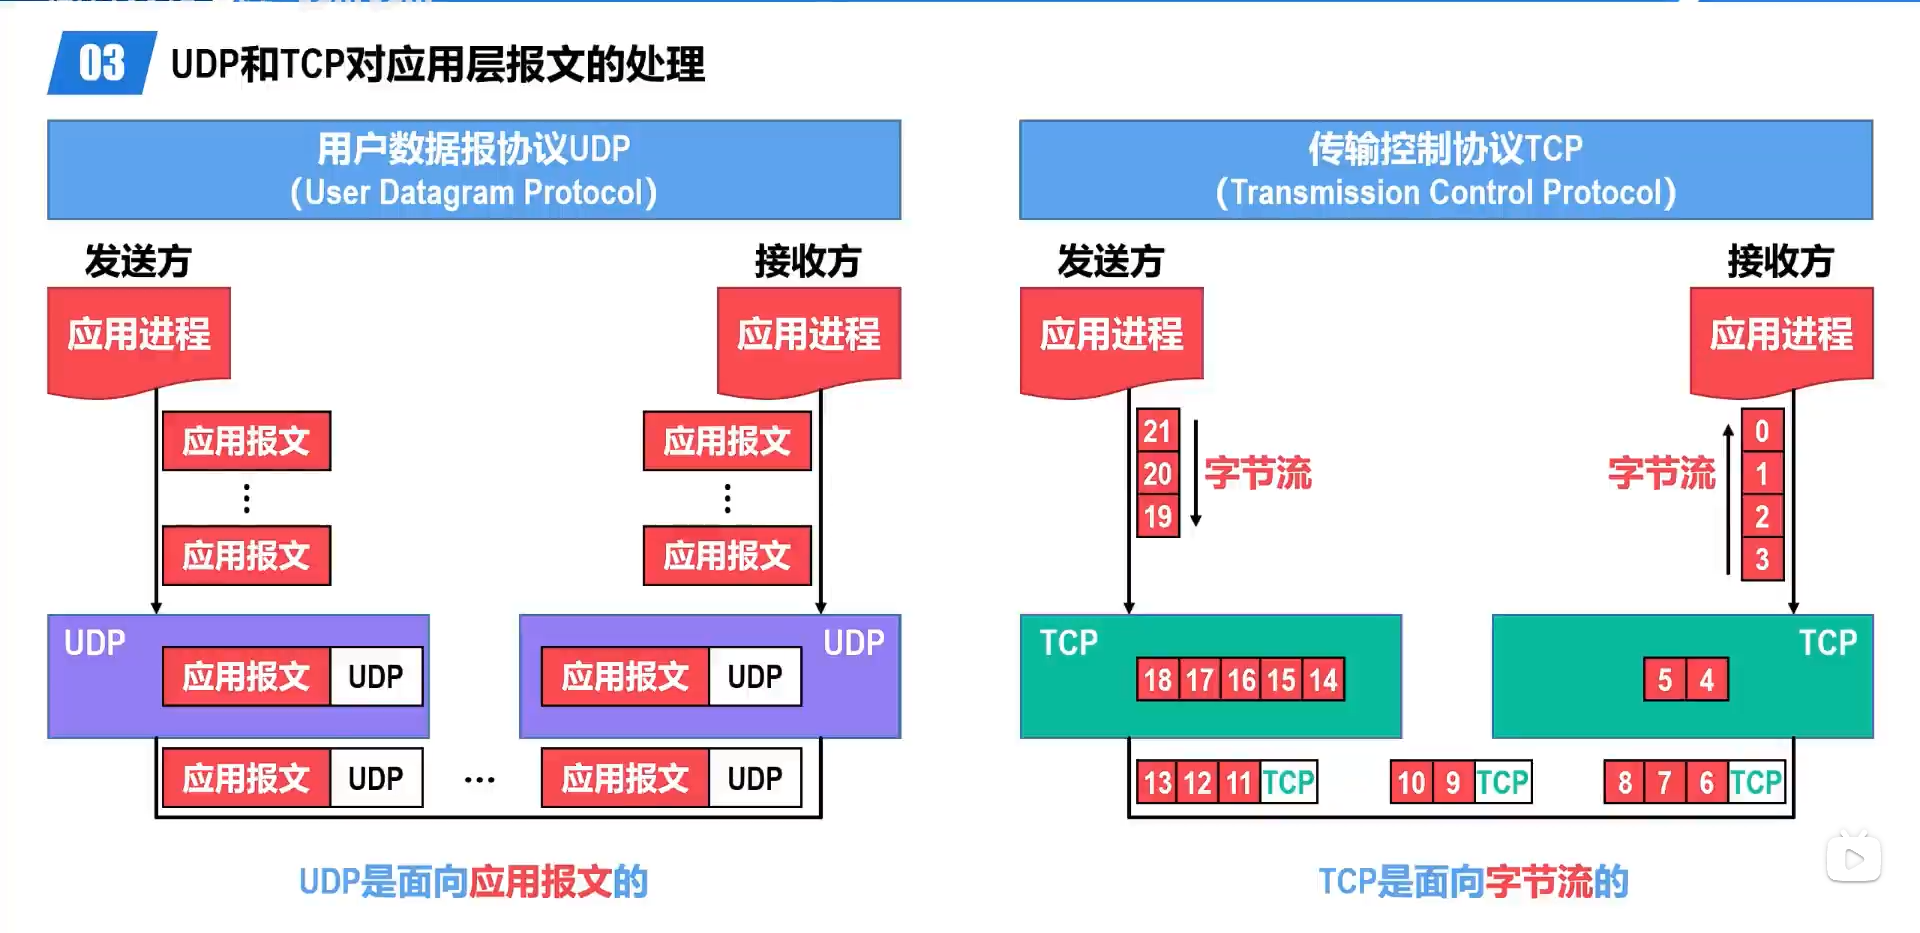 03 UDP和TCP对应用层报文的处理
用户数据报协议UDP
(User Datagram Protocol)
发送方
接收方
应用进程
应用进程
应用报文
应用报文
应用报文
应用报文
UDP
应用报文 UDP
应用报文 UDP
UDP
应用报文 UDP
...
应用报文 UDP
UDP是面向应用报文的
传输控制协议TCP
(Transmission Control Protocol)
发送方
接收方
应用进程
应用进程
21
20
19
字节流
字节流
0
1
2
3
TCP
18 17 16 15 14
TCP
5 4
13 12 11 TCP
10 9 TCP
8 7 6 TCP
TCP是面向字节流的